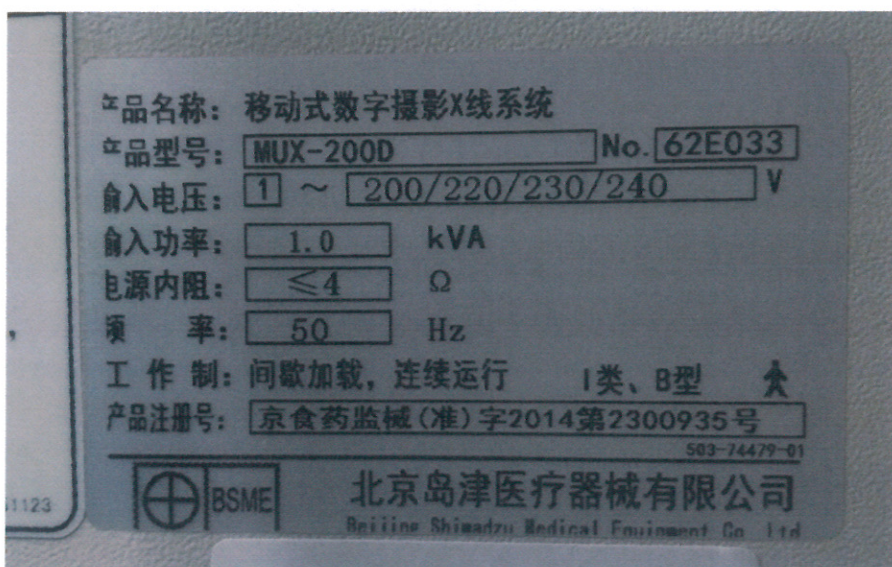 产品名称: 移动式数字摄影X线系统
产品型号: MUX-200D No. 62E033
输入电压: 1 ~ 200/220/230/240 V
输入功率: 1.0 kVA
电源内阻: ≤4 Ω
频 率: 50 Hz
工 作 制: 间歇加载, 连续运行 I类、B型
产品注册号: 京食药监械(准)字2014第2300935号
503-74479-01
BSME 北京岛津医疗器械有限公司
Beijing Shimadzu Medical Equipment Co Ltd
1123